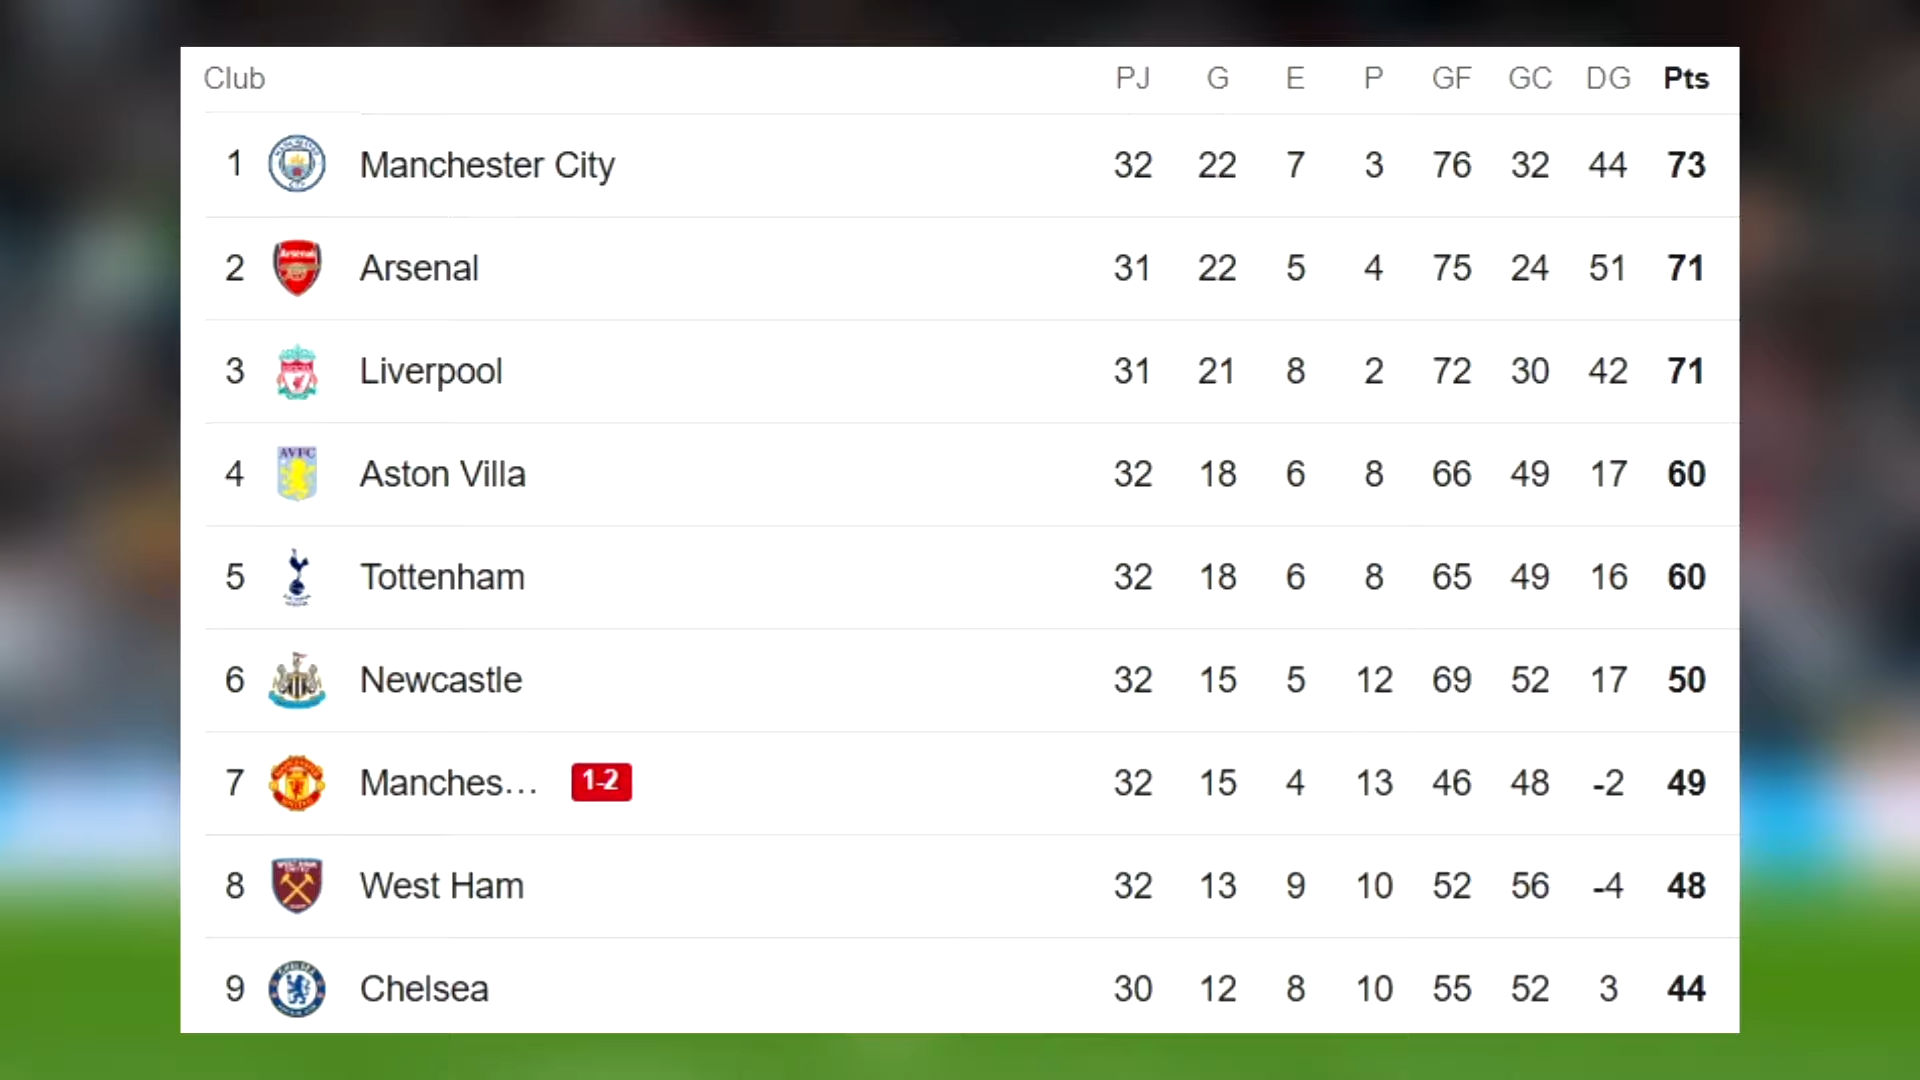 Club PJ G E P GF GC DG Pts
1 Manchester City 32 22 7 3 76 32 44 73
2 Arsenal 31 22 5 4 75 24 51 71
3 Liverpool 31 21 8 2 72 30 42 71
4 AVFC Aston Villa 32 18 6 8 66 49 17 60
5 Tottenham 32 18 6 8 65 49 16 60
6 Newcastle 32 15 5 12 69 52 17 50
7 Manches... 1-2 32 15 4 13 46 48 -2 49
8 West Ham 32 13 9 10 52 56 -4 48
9 Chelsea 30 12 8 10 55 52 3 44